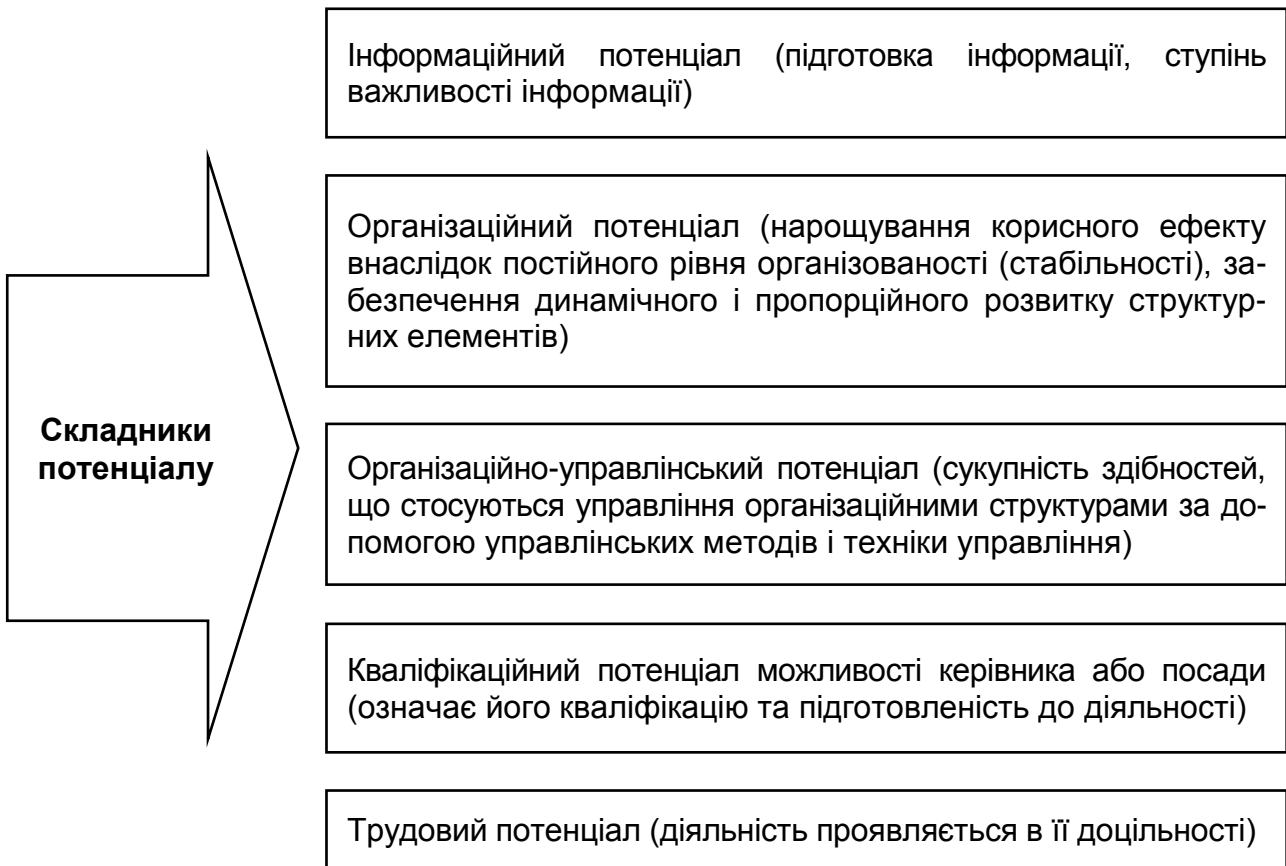 Інформаційний потенціал (підготовка інформації, ступінь
важливості інформації)
Організаційний потенціал (нарощування корисного ефекту
внаслідок постійного рівня організованості (стабільності), за-
безпечення динамічного і пропорційного розвитку структур-
них елементів)
Складники
потенціалу
Організаційно-управлінський потенціал (сукупність здібностей,
що стосуються управління організаційними структурами за до-
помогою управлінських методів і техніки управління)
Кваліфікаційний потенціал можливості керівника або посади
(означає його кваліфікацію та підготовленість до діяльності)
Трудовий потенціал (діяльність проявляється в її доцільності)